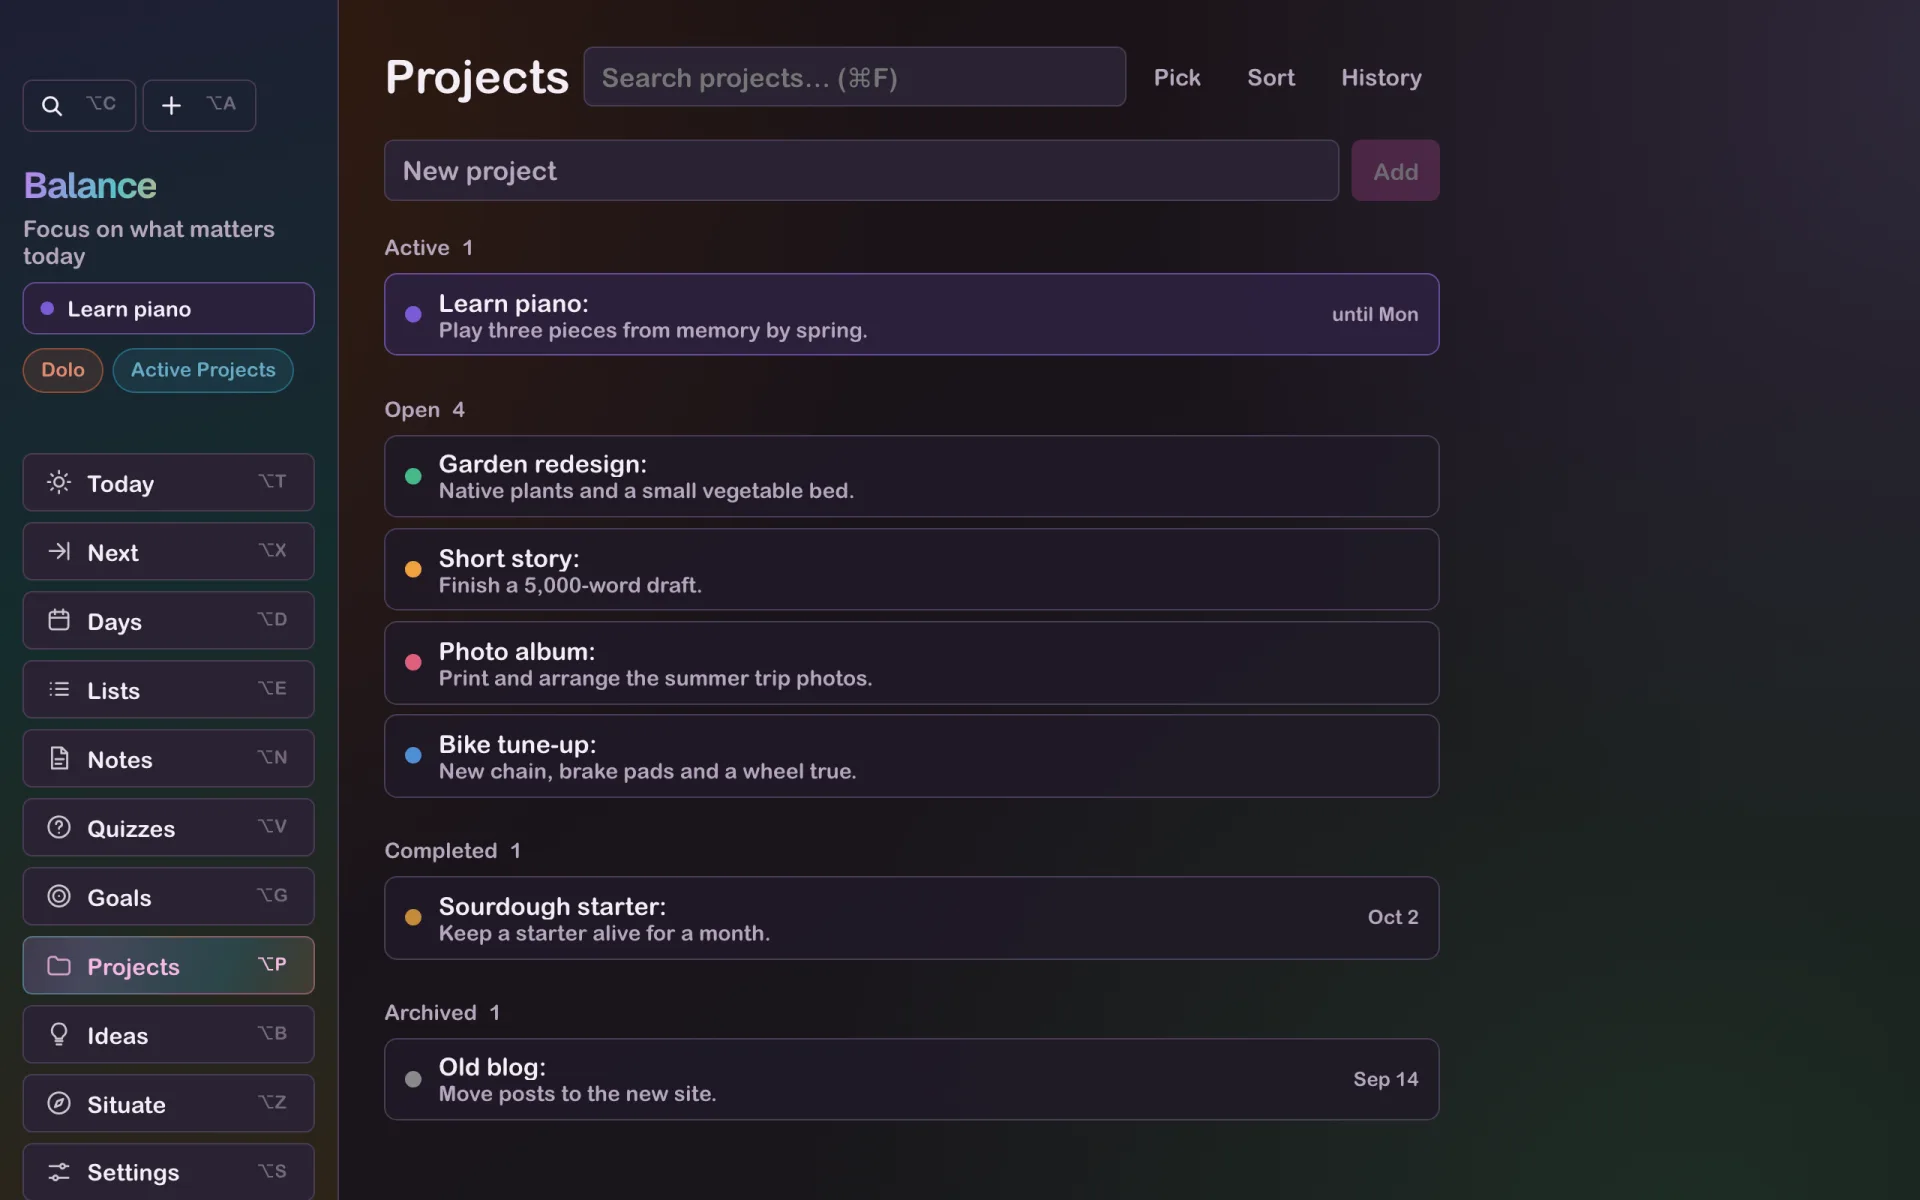 ⌥C
⌥A
Balance
Focus on what matters
today
Learn piano
Dolo
Active Projects
Today ⌥T
Next ⌥X
Days ⌥D
Lists ⌥E
Notes ⌥N
Quizzes ⌥V
Goals ⌥G
Projects ⌥P
Ideas ⌥B
Situate ⌥Z
Settings ⌥S
Projects
Search projects... (⌘F)
Pick
Sort
History
New project
Add
Active 1
Learn piano:
Play three pieces from memory by spring.
until Mon
Open 4
Garden redesign:
Native plants and a small vegetable bed.
Short story:
Finish a 5,000-word draft.
Photo album:
Print and arrange the summer trip photos.
Bike tune-up:
New chain, brake pads and a wheel true.
Completed 1
Sourdough starter:
Keep a starter alive for a month.
Oct 2
Archived 1
Old blog:
Move posts to the new site.
Sep 14